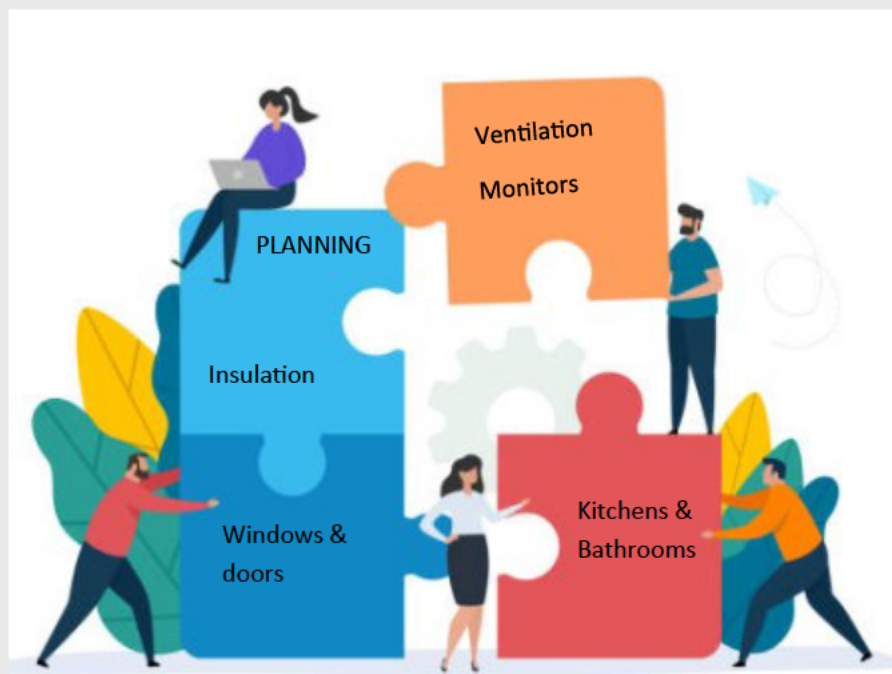 Ventilation
Monitors
PLANNING
Insulation
Windows &
doors
Kitchens &
Bathrooms